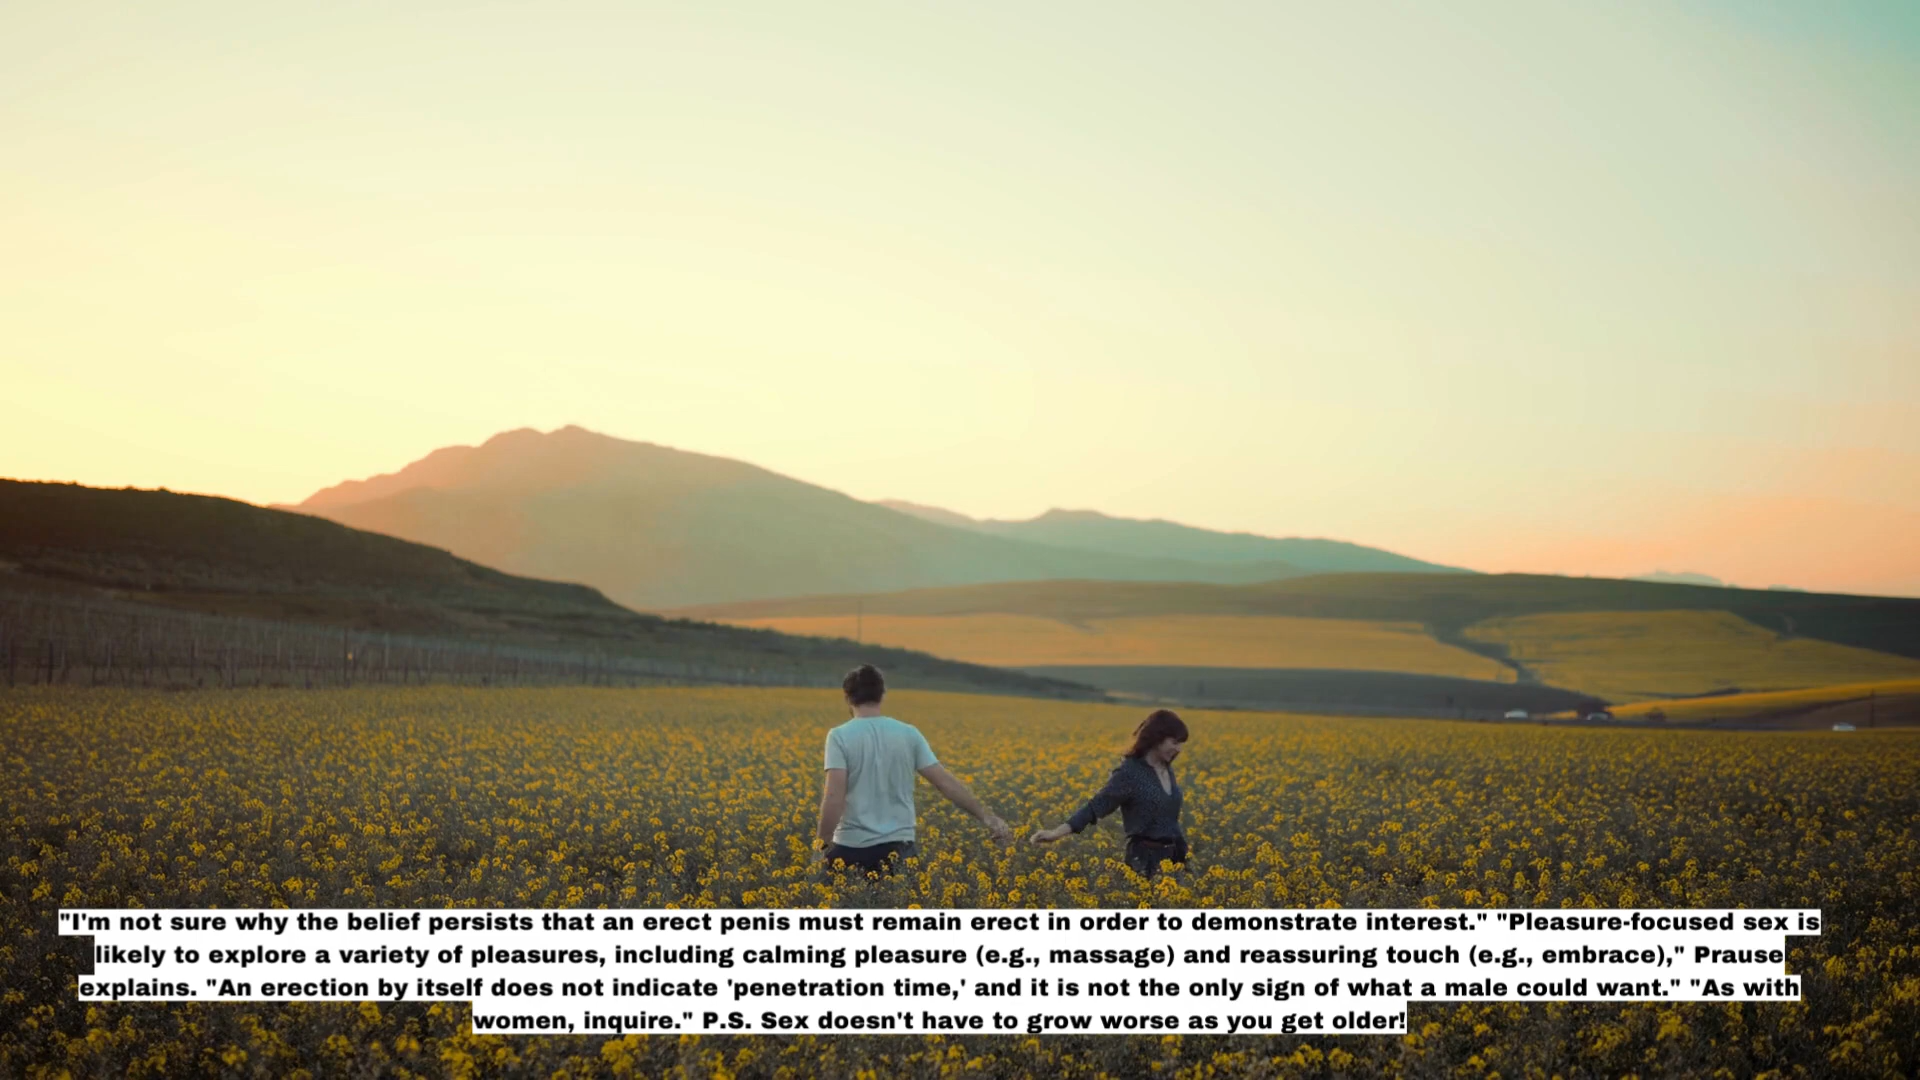 "I'm not sure why the belief persists that an erect penis must remain erect in order to demonstrate interest." "Pleasure-focused sex is
likely to explore a variety of pleasures, including calming pleasure (e.g., massage) and reassuring touch (e.g., embrace)," Prause
explains. "An erection by itself does not indicate 'penetration time,' and it is not the only sign of what a male could want." "As with
women, inquire." P.S. Sex doesn't have to grow worse as you get older!